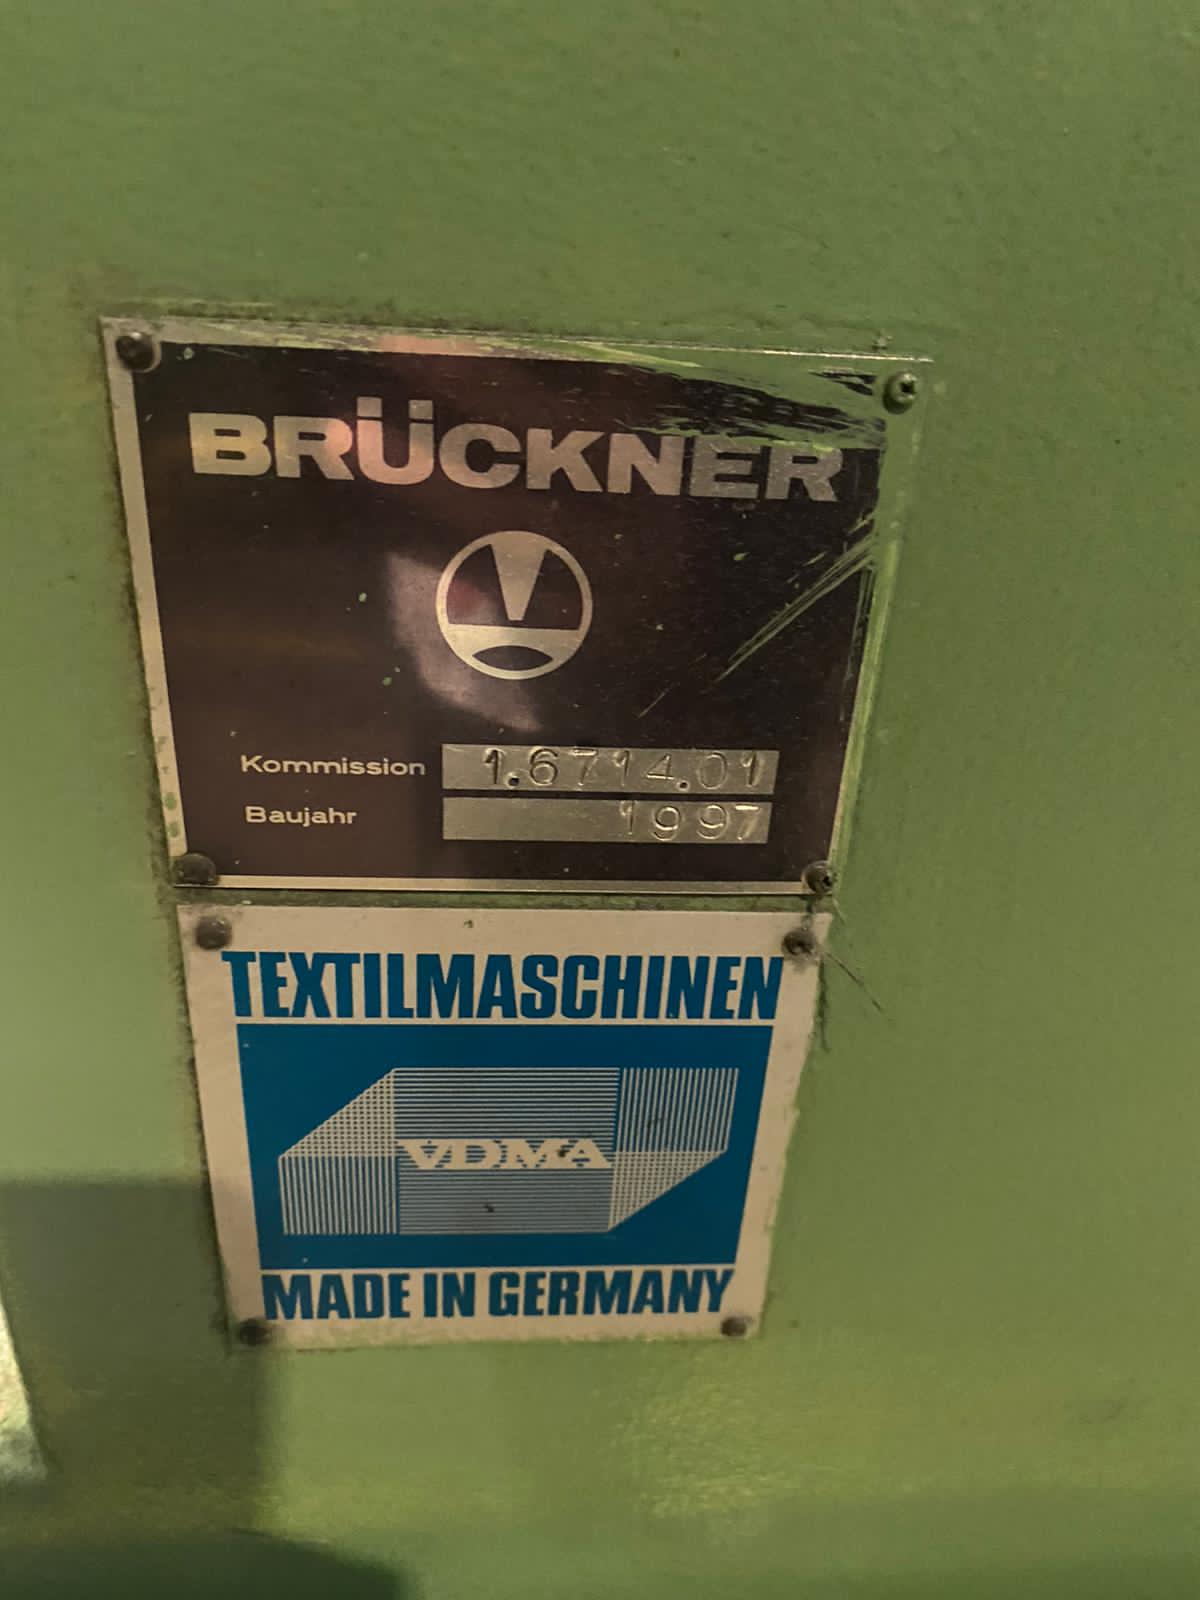 BRÜCKNER
Kommission 1.6714.01
Baujahr 1997
TEXTILMASCHINEN
VDMA
MADE IN GERMANY